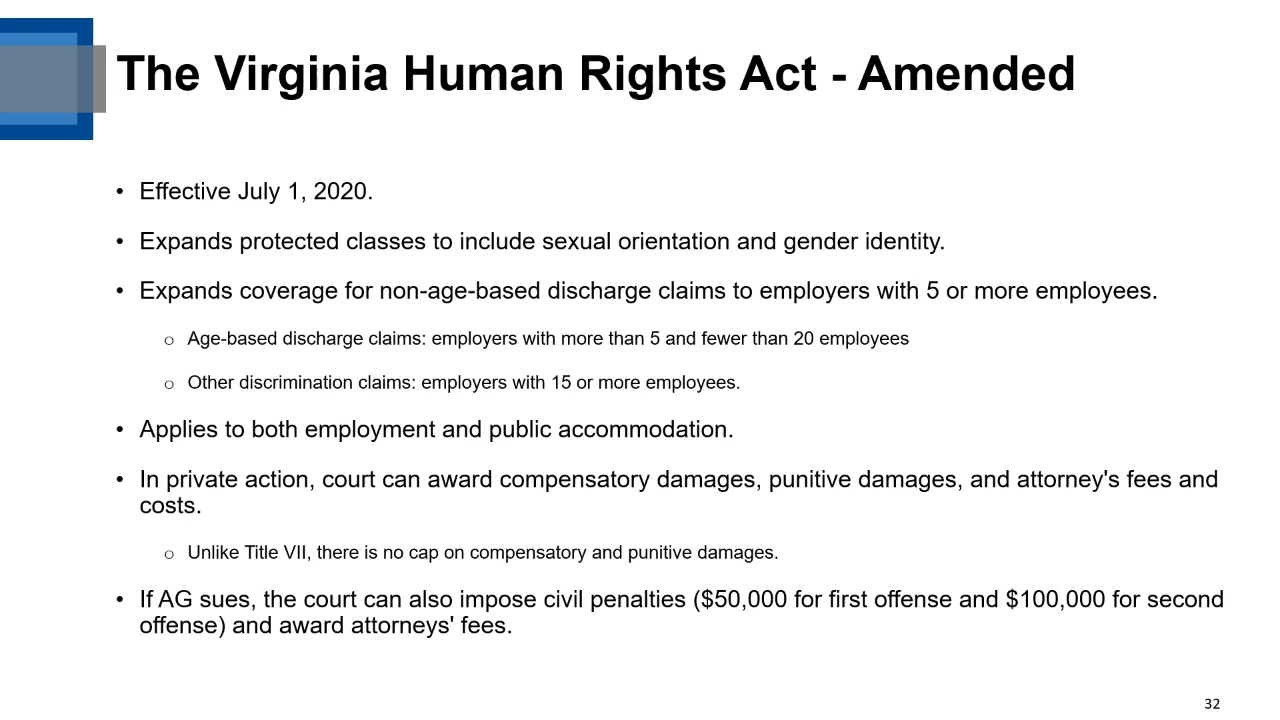 The Virginia Human Rights Act - Amended
• Effective July 1, 2020.
• Expands protected classes to include sexual orientation and gender identity.
• Expands coverage for non-age-based discharge claims to employers with 5 or more employees.
○ Age-based discharge claims: employers with more than 5 and fewer than 20 employees
○ Other discrimination claims: employers with 15 or more employees.
• Applies to both employment and public accommodation.
• In private action, court can award compensatory damages, punitive damages, and attorney's fees and
costs.
○ Unlike Title VII, there is no cap on compensatory and punitive damages.
• If AG sues, the court can also impose civil penalties ($50,000 for first offense and $100,000 for second
offense) and award attorneys' fees.
32